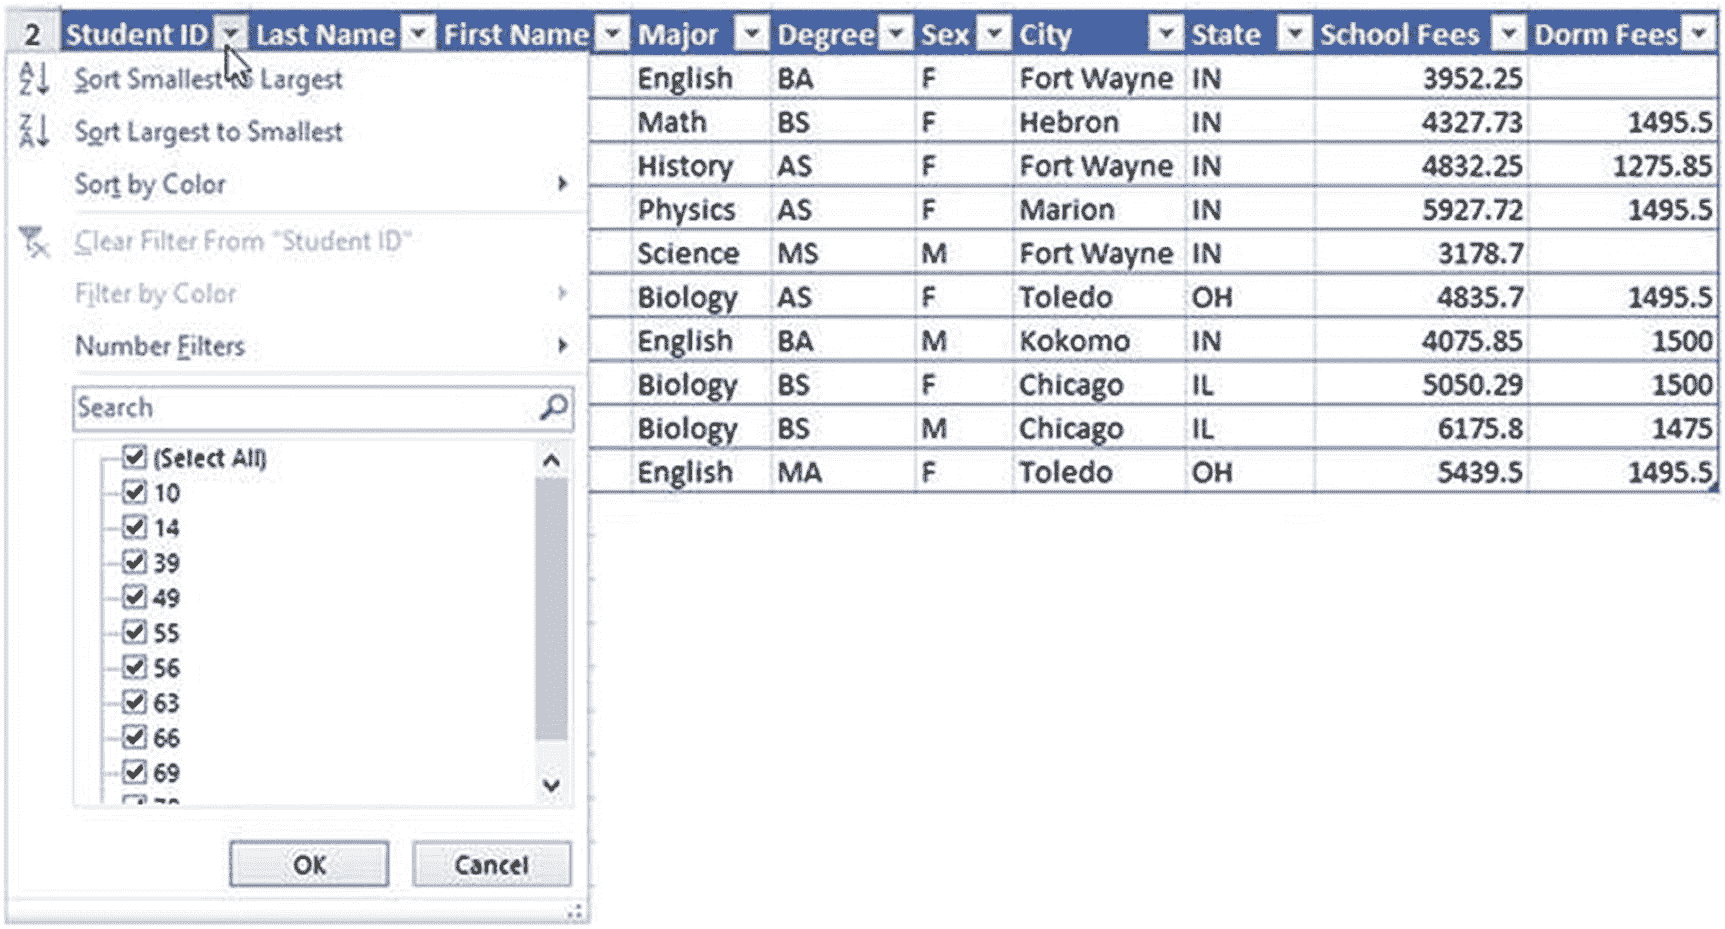 2 Student ID Last Name First Name Major Degree Sex City State School Fees Dorm Fees
Sort Smallest to Largest
Sort Largest to Smallest
Sort by Color
Clear Filter From "Student ID"
Filter by Color
Number Filters
Search
(Select All)
10
14
39
49
55
56
63
66
69
OK Cancel
English BA F Fort Wayne IN 3952.25
Math BS F Hebron IN 4327.73 1495.5
History AS F Fort Wayne IN 4832.25 1275.85
Physics AS F Marion IN 5927.72 1495.5
Science MS M Fort Wayne IN 3178.7
Biology AS F Toledo OH 4835.7 1495.5
English BA M Kokomo IN 4075.85 1500
Biology BS F Chicago IL 5050.29 1500
Biology BS M Chicago IL 6175.8 1475
English MA F Toledo OH 5439.5 1495.5